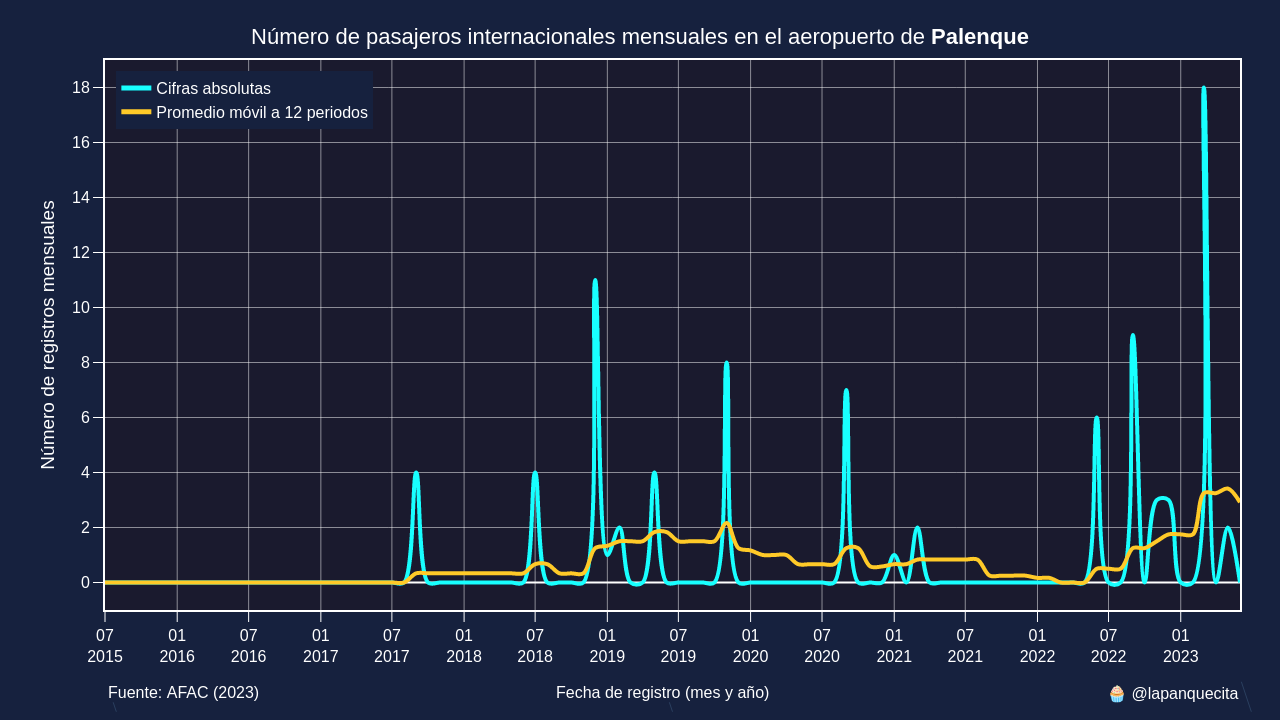 Número de pasajeros internacionales mensuales en el aeropuerto de Palenque
Cifras absolutas
Promedio móvil a 12 periodos
Número de registros mensuales
18
16
14
12
10
8
6
4
2
0
07 01 07 01 07 01 07 01 07 01 07 01 07 01 07 01
2015 2016 2016 2017 2017 2018 2018 2019 2019 2020 2020 2021 2021 2022 2022 2023
Fuente: AFAC (2023)
Fecha de registro (mes y año)
🧁 @lapanquecita